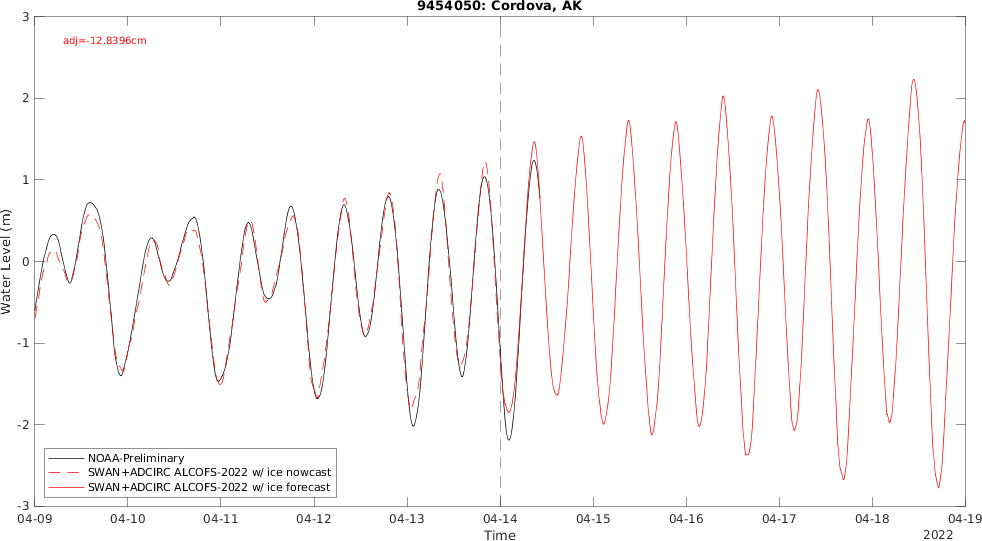 9454050: Cordova, AK
adj=-12.8396cm
3
2
1
0
-1
-2
-3
Water Level (m)
NOAA-Preliminary
SWAN+ADCIRC ALCOFS-2022 w/ ice nowcast
SWAN+ADCIRC ALCOFS-2022 w/ ice forecast
04-09 04-10 04-11 04-12 04-13 04-14 04-15 04-16 04-17 04-18 04-19
Time
2022